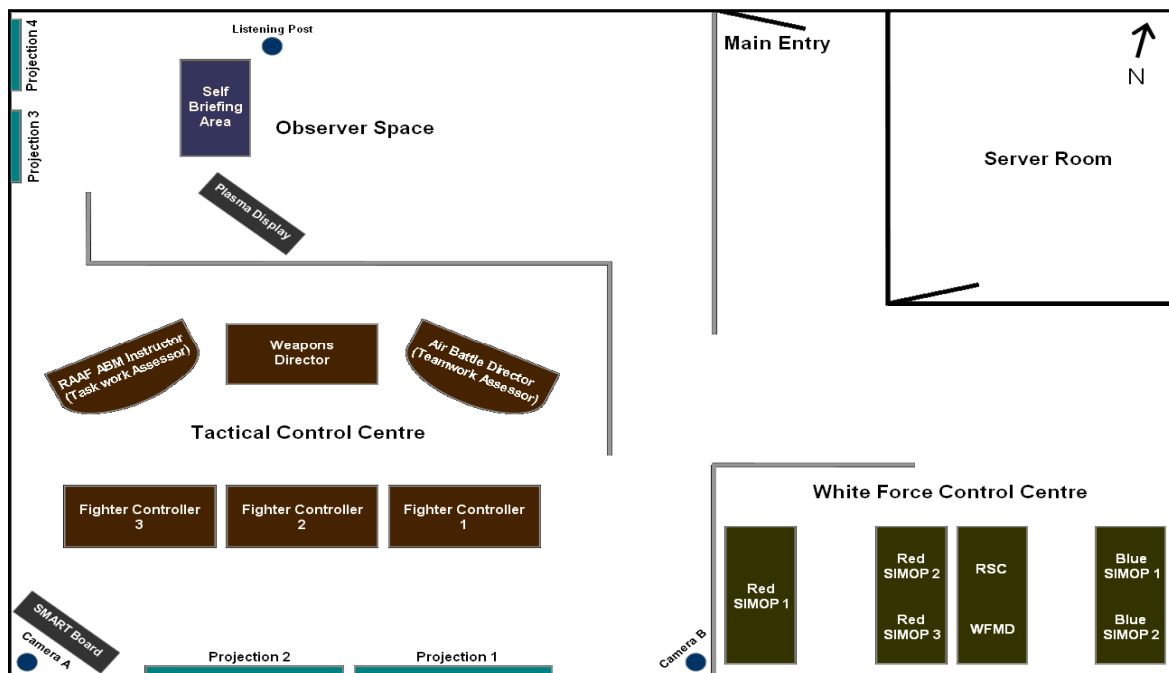 Projection 4
Projection 3
Listening Post
Self
Briefing
Area
Observer Space
Plasma Display
Main Entry
N
Server Room
RAAF ABM Instructor
(Task work Assessor)
Weapons
Director
Air Battle Director
(Teamwork Assessor)
Tactical Control Centre
Fighter Controller
3
Fighter Controller
2
Fighter Controller
1
SMART Board
Camera A
Projection 2
Projection 1
Camera B
White Force Control Centre
Red
SIMOP 1
Red
SIMOP 2
Red
SIMOP 3
RSC
WFMD
Blue
SIMOP 1
Blue
SIMOP 2